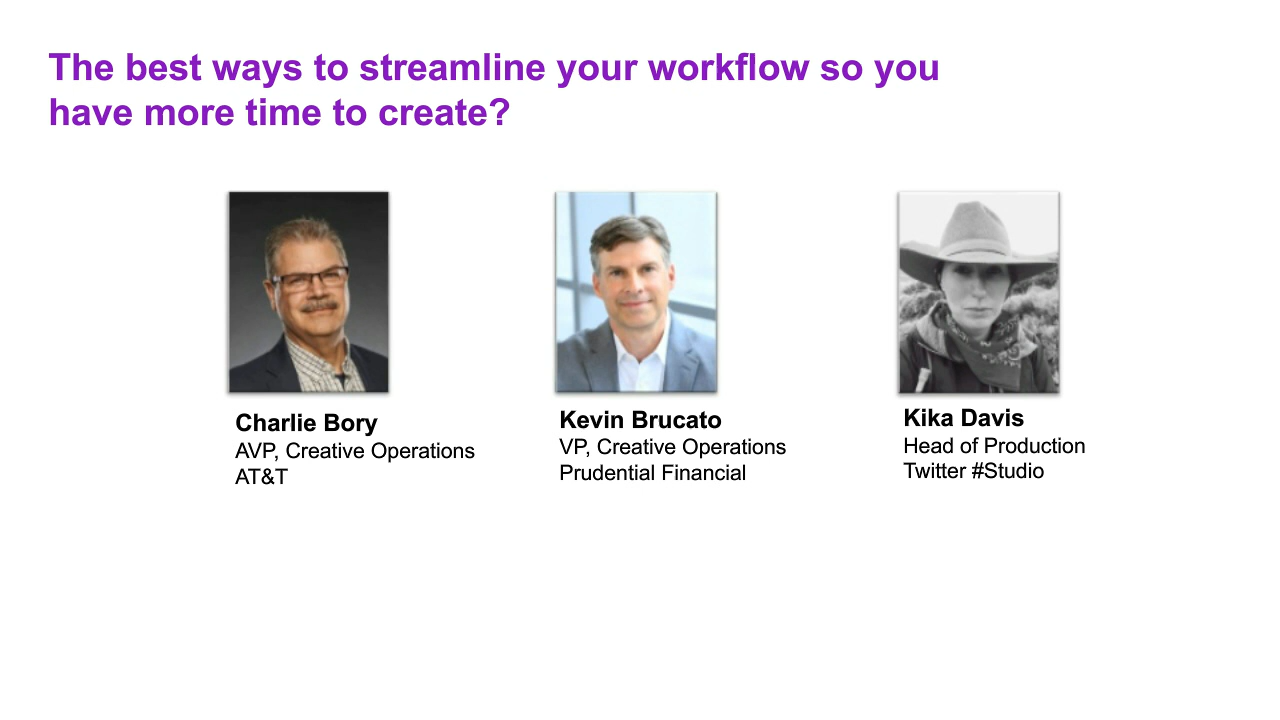 The best ways to streamline your workflow so you
have more time to create?
Charlie Bory
AVP, Creative Operations
AT&T
Kevin Brucato
VP, Creative Operations
Prudential Financial
Kika Davis
Head of Production
Twitter #Studio